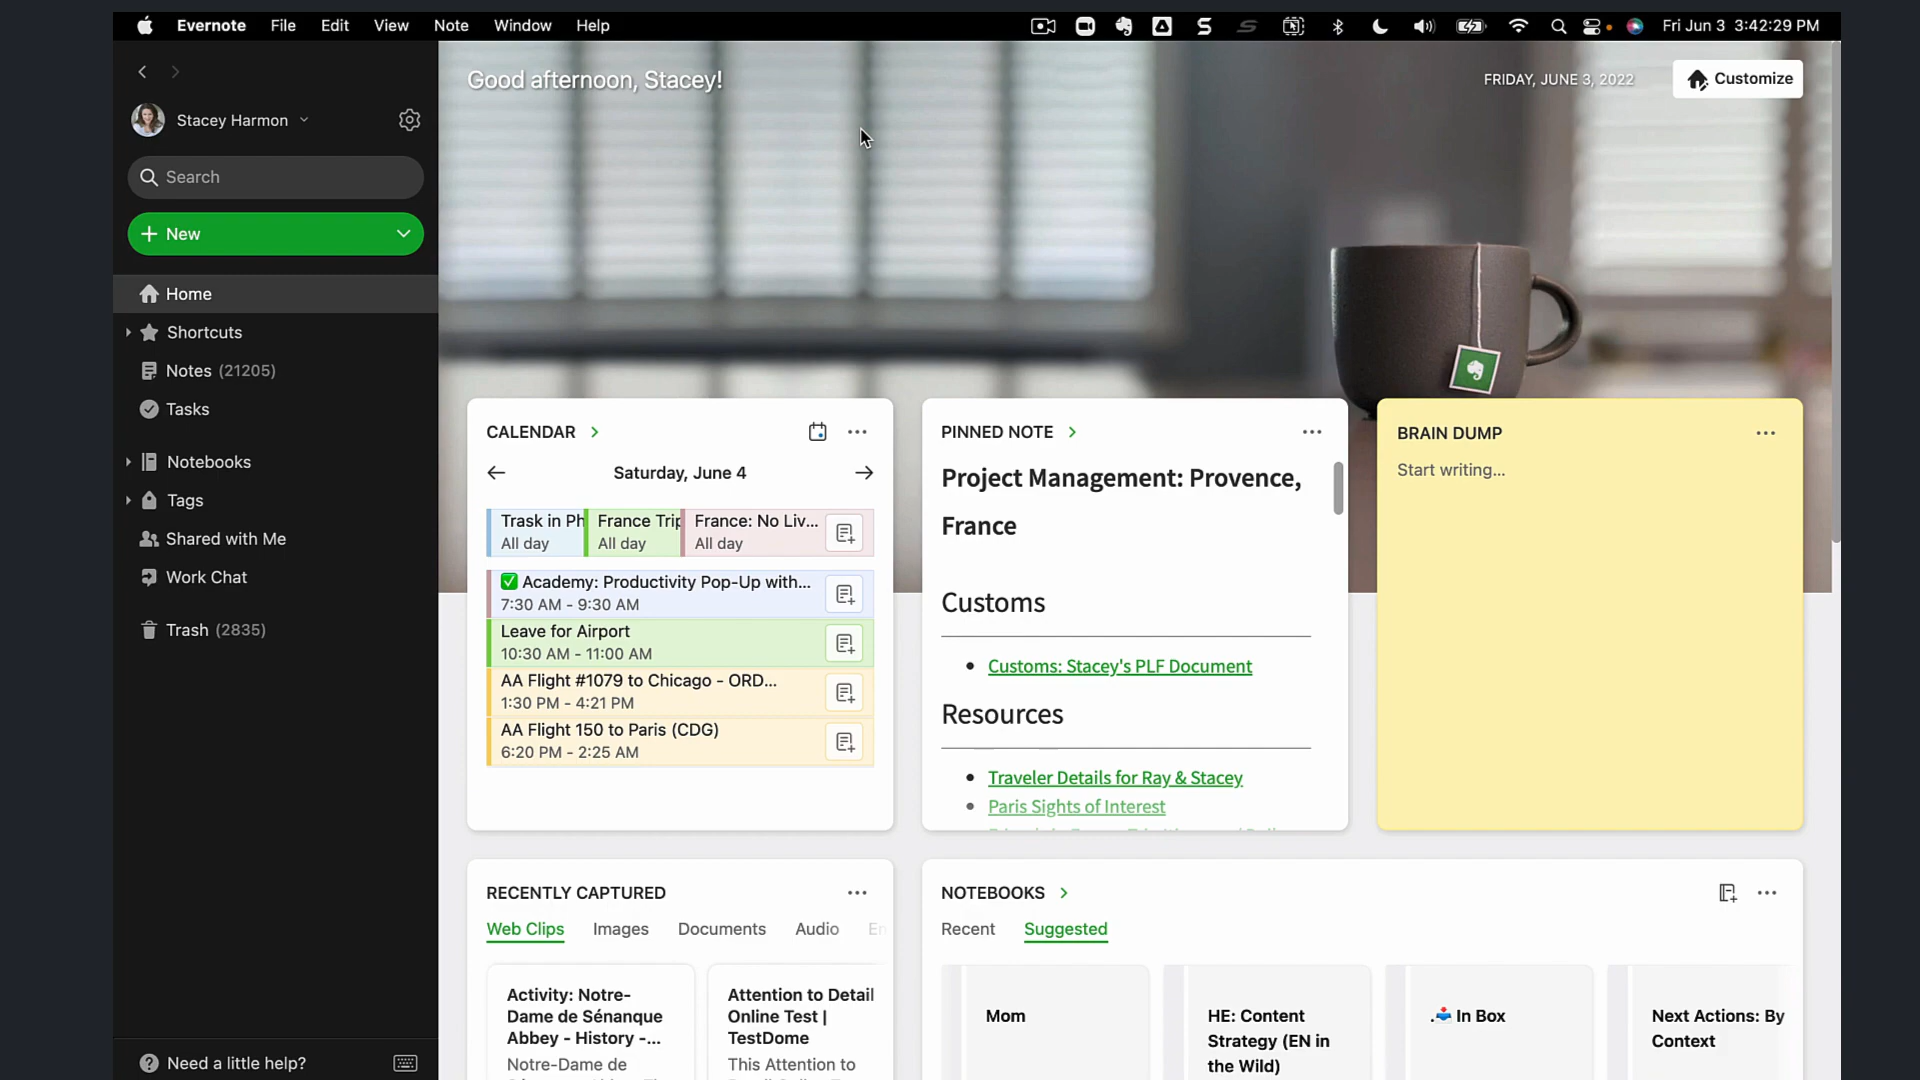 Evernote File Edit View Note Window Help
Fri Jun 3 3:42:29 PM
Good afternoon, Stacey!
FRIDAY, JUNE 3, 2022
Customize
Stacey Harmon
Search
New
Home
Shortcuts
Notes (21205)
Tasks
Notebooks
Tags
Shared with Me
Work Chat
Trash (2835)
Need a little help?
CALENDAR
Saturday, June 4
Trask in Ph
All day
France Trip
All day
France: No Liv...
All day
✅ Academy: Productivity Pop-Up with...
7:30 AM - 9:30 AM
Leave for Airport
10:30 AM - 11:00 AM
AA Flight #1079 to Chicago - ORD...
1:30 PM - 4:21 PM
AA Flight 150 to Paris (CDG)
6:20 PM - 2:25 AM
PINNED NOTE
Project Management: Provence,
France
Customs
• Customs: Stacey's PLF Document
Resources
• Traveler Details for Ray & Stacey
• Paris Sights of Interest
BRAIN DUMP
Start writing...
RECENTLY CAPTURED
Web Clips Images Documents Audio
Activity: Notre-
Dame de Sénanque
Abbey - History -...
Notre-Dame de
Attention to Detail
Online Test |
TestDome
This Attention to
NOTEBOOKS
Recent Suggested
Mom
HE: Content
Strategy (EN in
the Wild)
.📥 In Box
Next Actions: By
Context